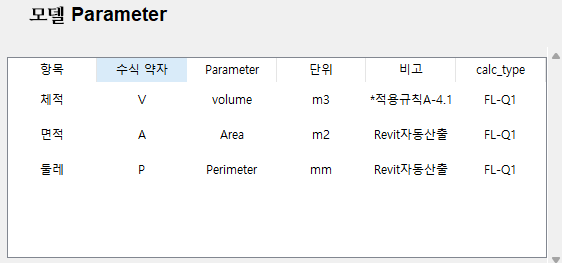 모델 Parameter
항목 수식 약자 Parameter 단위 비고 calc_type
체적 V volume m3 *적용규칙A-4.1 FL-Q1
면적 A Area m2 Revit자동산출 FL-Q1
둘레 P Perimeter mm Revit자동산출 FL-Q1